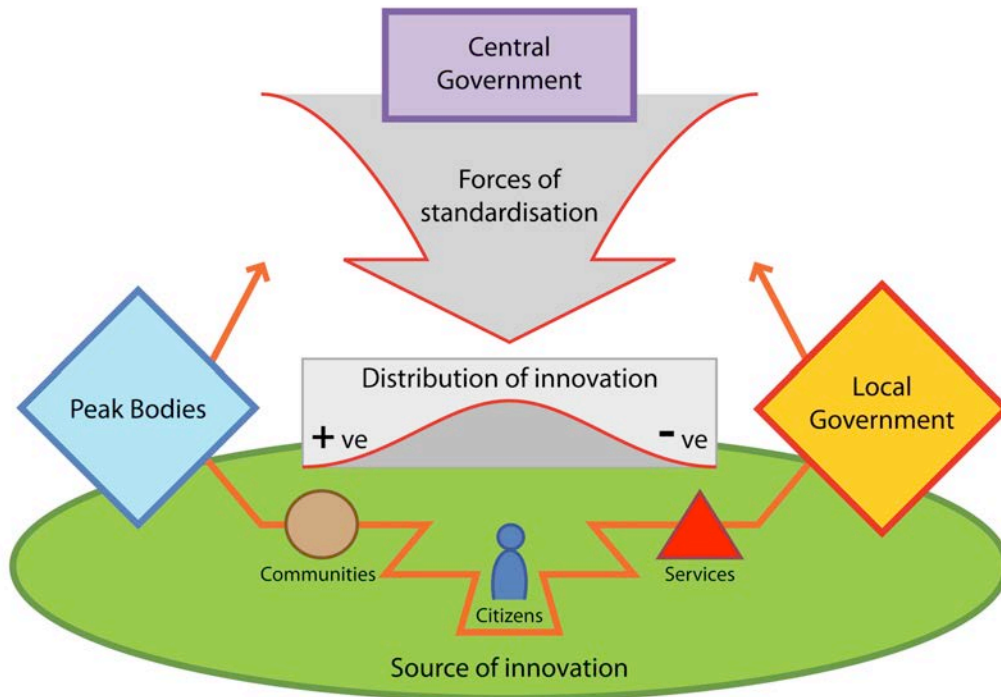 Central
Government
Forces of
standardisation
Distribution of innovation
+ ve
- ve
Peak Bodies
Local
Government
Communities
Services
Citizens
Source of innovation